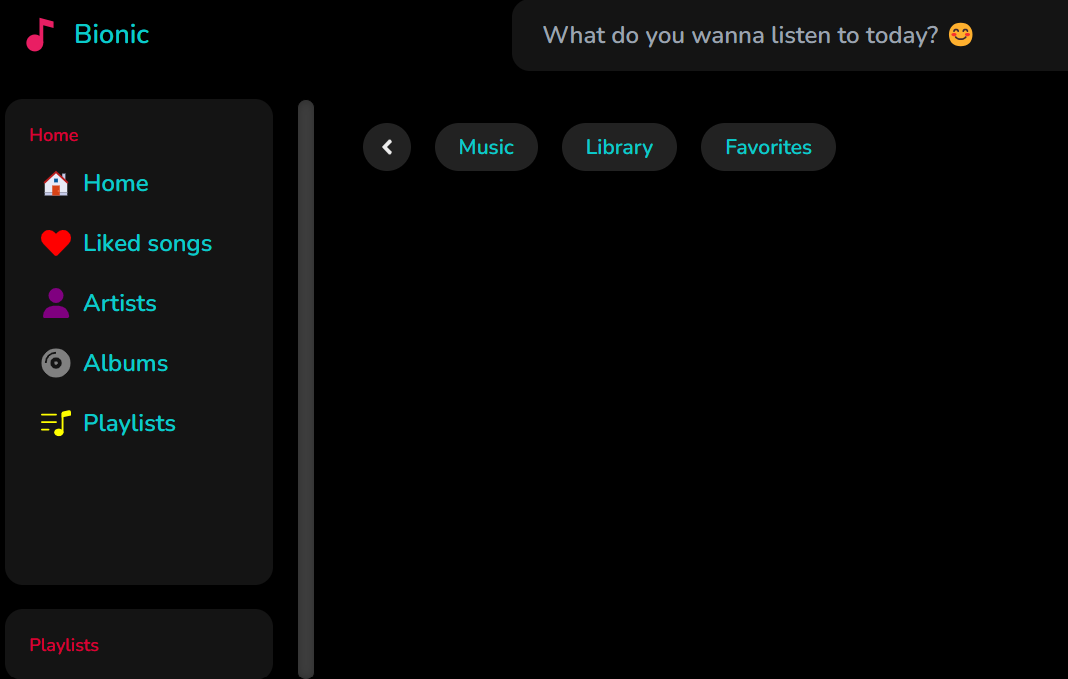 Bionic
What do you wanna listen to today? 😊
Home
Home
Liked songs
Artists
Albums
Playlists
Playlists
Music
Library
Favorites